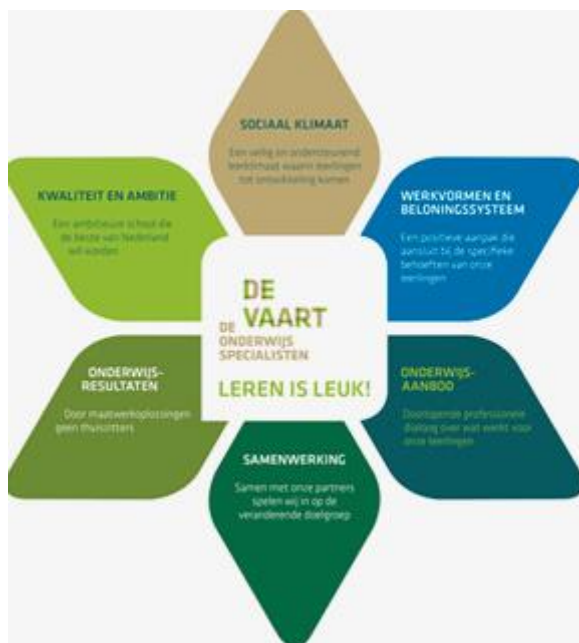 SOCIAAL KLIMAAT
Een veilig en ondersteunend
leerklimaat waarin leerlingen
tot ontwikkeling komen
KWALITEIT EN AMBITIE
Een ambitieuze school die
de beste van Nederland
wil worden
WERKVORMEN EN
BELONINGSSYSTEEM
Een positieve aanpak die
aansluit bij de specifieke
behoeften van onze
leerlingen
DE
VAART
DE
ONDERWIJS
SPECIALISTEN
LEREN IS LEUK!
ONDERWIJS-
RESULTATEN
Door maatwerkoplossingen
geen thuiszitters
ONDERWIJS-
AANBOD
Doorlopende professionele
dialoog over wat werkt voor
onze leerlingen
SAMENWERKING
Samen met onze partners
spelen wij in op de
veranderende doelgroep